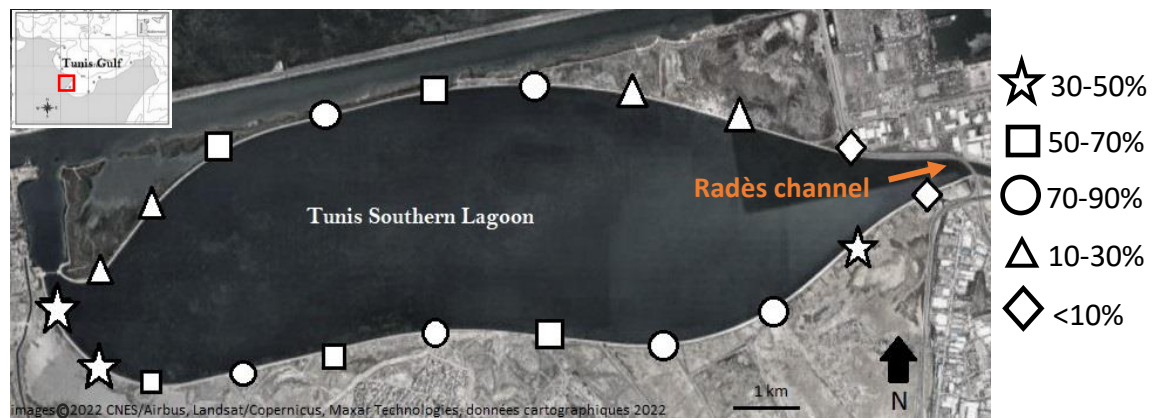 Tunis Gulf
30-50%
50-70%
Radès channel
70-90%
Tunis Southern Lagoon
10-30%
<10%
1 km
N
images©2022 CNES/Airbus, Landsat/Copernicus, Maxar Technologies, données cartographiques 2022